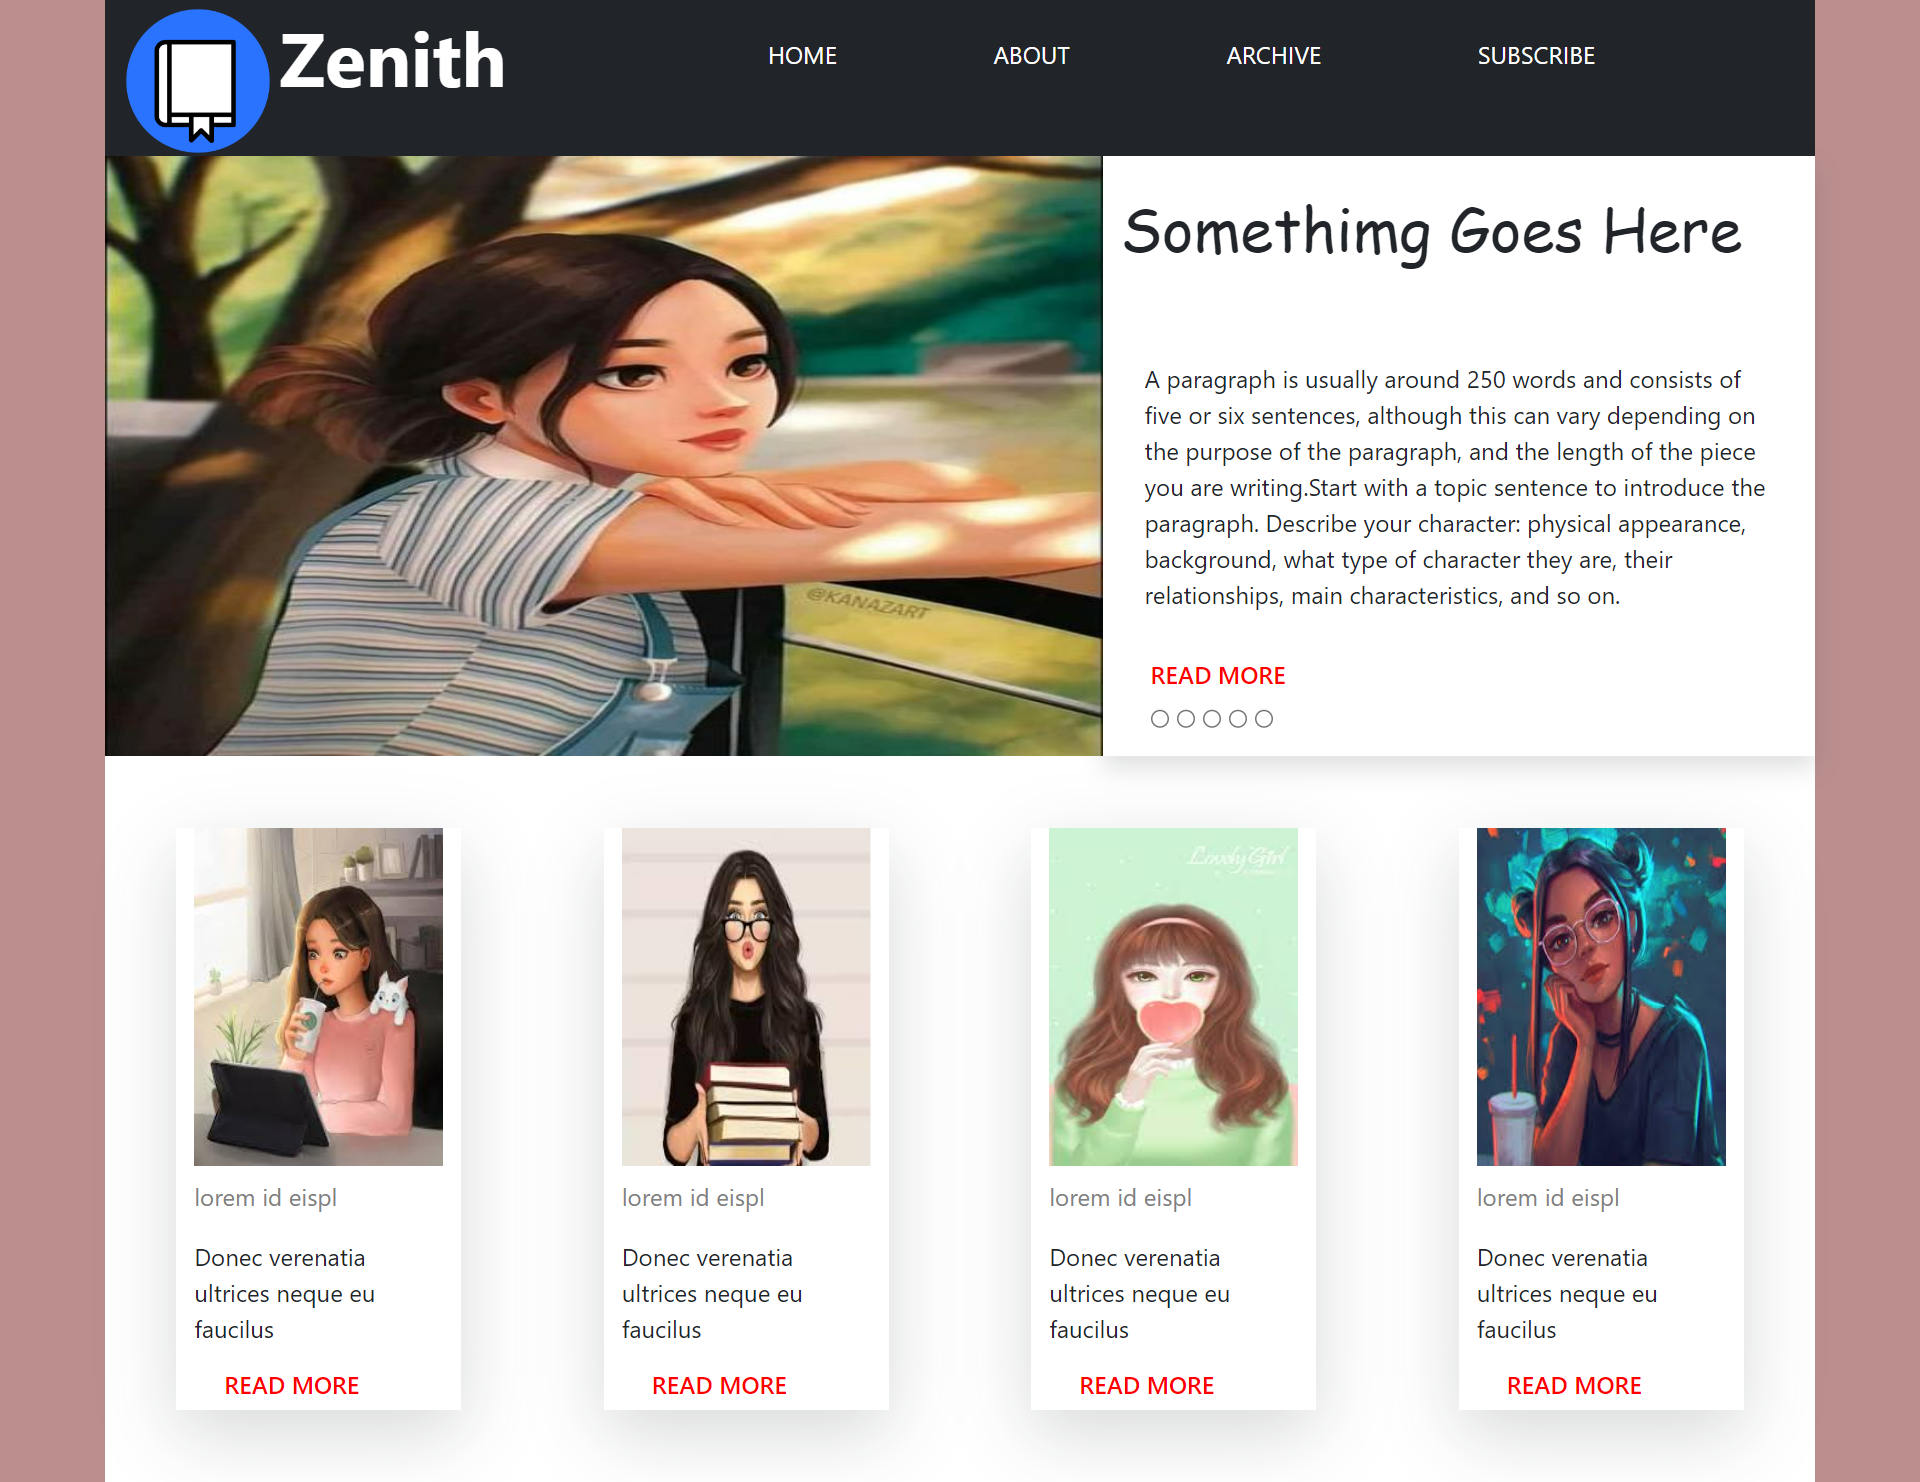 Zenith
HOME ABOUT ARCHIVE SUBSCRIBE
Somethimg Goes Here
A paragraph is usually around 250 words and consists of
five or six sentences, although this can vary depending on
the purpose of the paragraph, and the length of the piece
you are writing.Start with a topic sentence to introduce the
paragraph. Describe your character: physical appearance,
background, what type of character they are, their
relationships, main characteristics, and so on.
READ MORE
@KANAZART
lorem id eispl
Donec verenatia
ultrices neque eu
faucilus
READ MORE
lorem id eispl
Donec verenatia
ultrices neque eu
faucilus
READ MORE
Lovely Girl
lorem id eispl
Donec verenatia
ultrices neque eu
faucilus
READ MORE
lorem id eispl
Donec verenatia
ultrices neque eu
faucilus
READ MORE